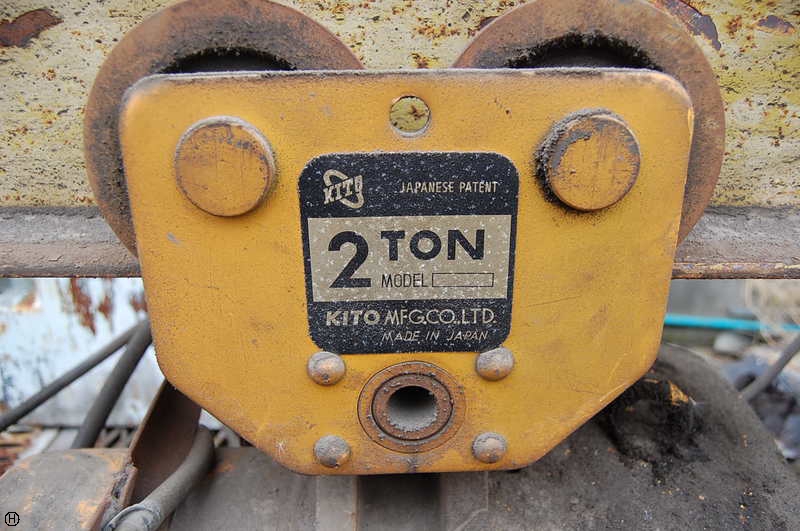 KITO
JAPANESE PATENT
2 TON
MODEL
KITO MFG.CO.LTD.
MADE IN JAPAN
H